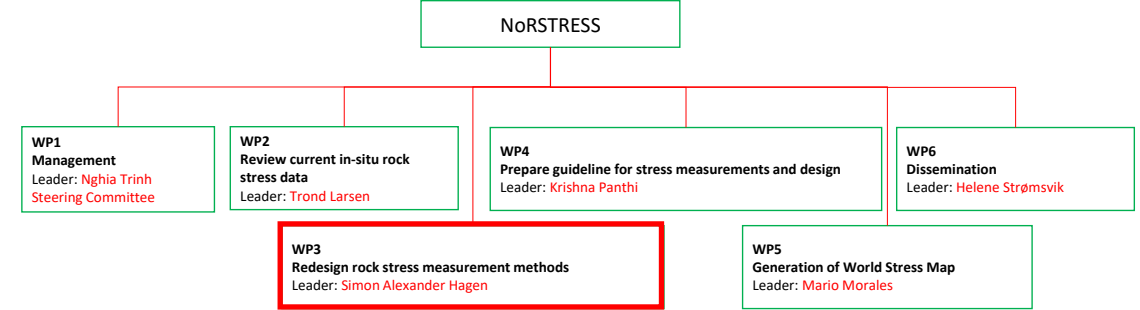 NoRSTRESS
WP1
Management
Leader: Nghia Trinh
Steering Committee
WP2
Review current in-situ rock
stress data
Leader: Trond Larsen
WP4
Prepare guideline for stress measurements and design
Leader: Krishna Panthi
WP6
Dissemination
Leader: Helene Strømsvik
WP3
Redesign rock stress measurement methods
Leader: Simon Alexander Hagen
WP5
Generation of World Stress Map
Leader: Mario Morales